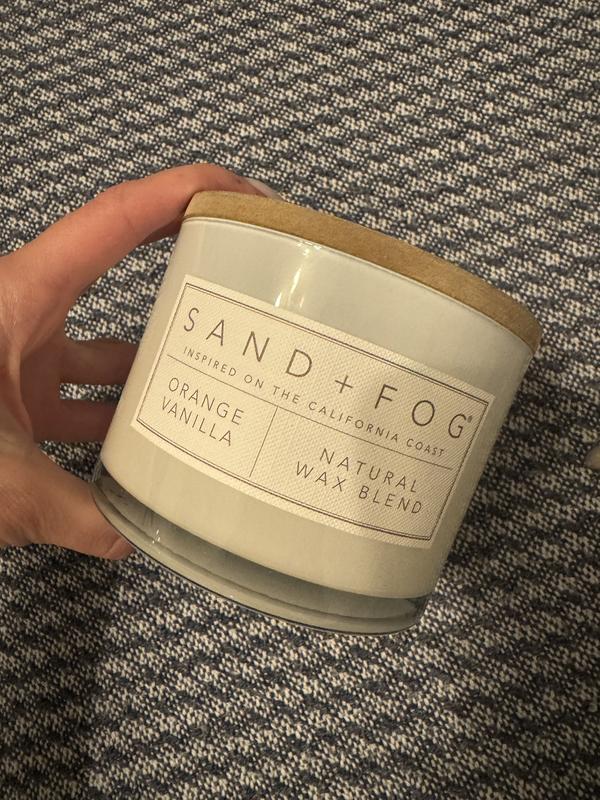 SAND + FOG®
INSPIRED ON THE CALIFORNIA COAST
ORANGE
VANILLA
NATURAL
WAX BLEND